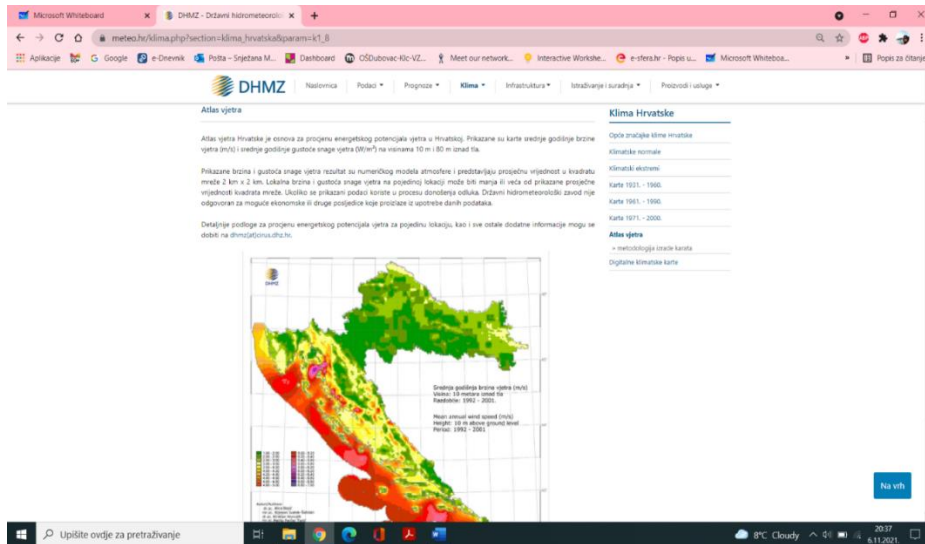 Microsoft Whiteboard
DHMZ - Državni hidrometeorološ
meteo.hr/klima.php?section=klima_hrvatska&param=k1_8
Aplikacije
Google
e-Dnevnik
Pošta – Snježana M...
Dashboard
OŠDubovac-Klc-VZ...
Meet our network...
Interactive Workshe...
e-sfera.hr - Popis u...
Microsoft Whiteboa...
Popis za čitanje
DHMZ
Naslovnica
Podaci
Prognoze
Klima
Infrastruktura
Istraživanje i suradnja
Proizvodi i usluge
Atlas vjetra
Atlas vjetra Hrvatske je osnova za procjenu energetskog potencijala vjetra u Hrvatskoj. Prikazane su karte srednje godišnje brzine
vjetra (m/s) i srednje godišnje gustoće snage vjetra (W/m²) na visinama 10 m i 80 m iznad tla.
Prikazane brzina i gustoća snage vjetra rezultat su numeričkog modela atmosfere i predstavljaju prosječnu vrijednost u kvadratu
mreže 2 km x 2 km. Lokalna brzina i gustoća snage vjetra na pojedinoj lokaciji može biti manja ili veća od prikazane prosječne
vrijednosti kvadrata mreže. Ukoliko se prikazani podaci koriste u procesu donošenja odluka, Državni hidrometeorološki zavod nije
odgovoran za moguće ekonomske ili druge posljedice koje proizlaze iz upotrebe danih podataka.
Detaljnije podloge za procjenu energetskog potencijala vjetra za pojedinu lokaciju, kao i sve ostale dodatne informacije mogu se
dobiti na dhmz(at)cirus.dhz.hr.
Klima Hrvatske
Opće značajke klime Hrvatske
Klimatske normale
Klimatski ekstremi
Karte 1931. - 1960.
Karte 1961. - 1990.
Karte 1971. - 2000.
Atlas vjetra
» metodologija izrade karata
Digitalne klimatske karte
DHMZ
Srednja godišnja brzina vjetra (m/s)
Visina: 10 metara iznad tla
Razdoblje: 1992 - 2001.
Mean annual wind speed (m/s)
Height: 10 m above ground level
Period: 1992 - 2001
Na vrh
Upišite ovdje za pretraživanje
8°C Cloudy
20:37
6.11.2021.